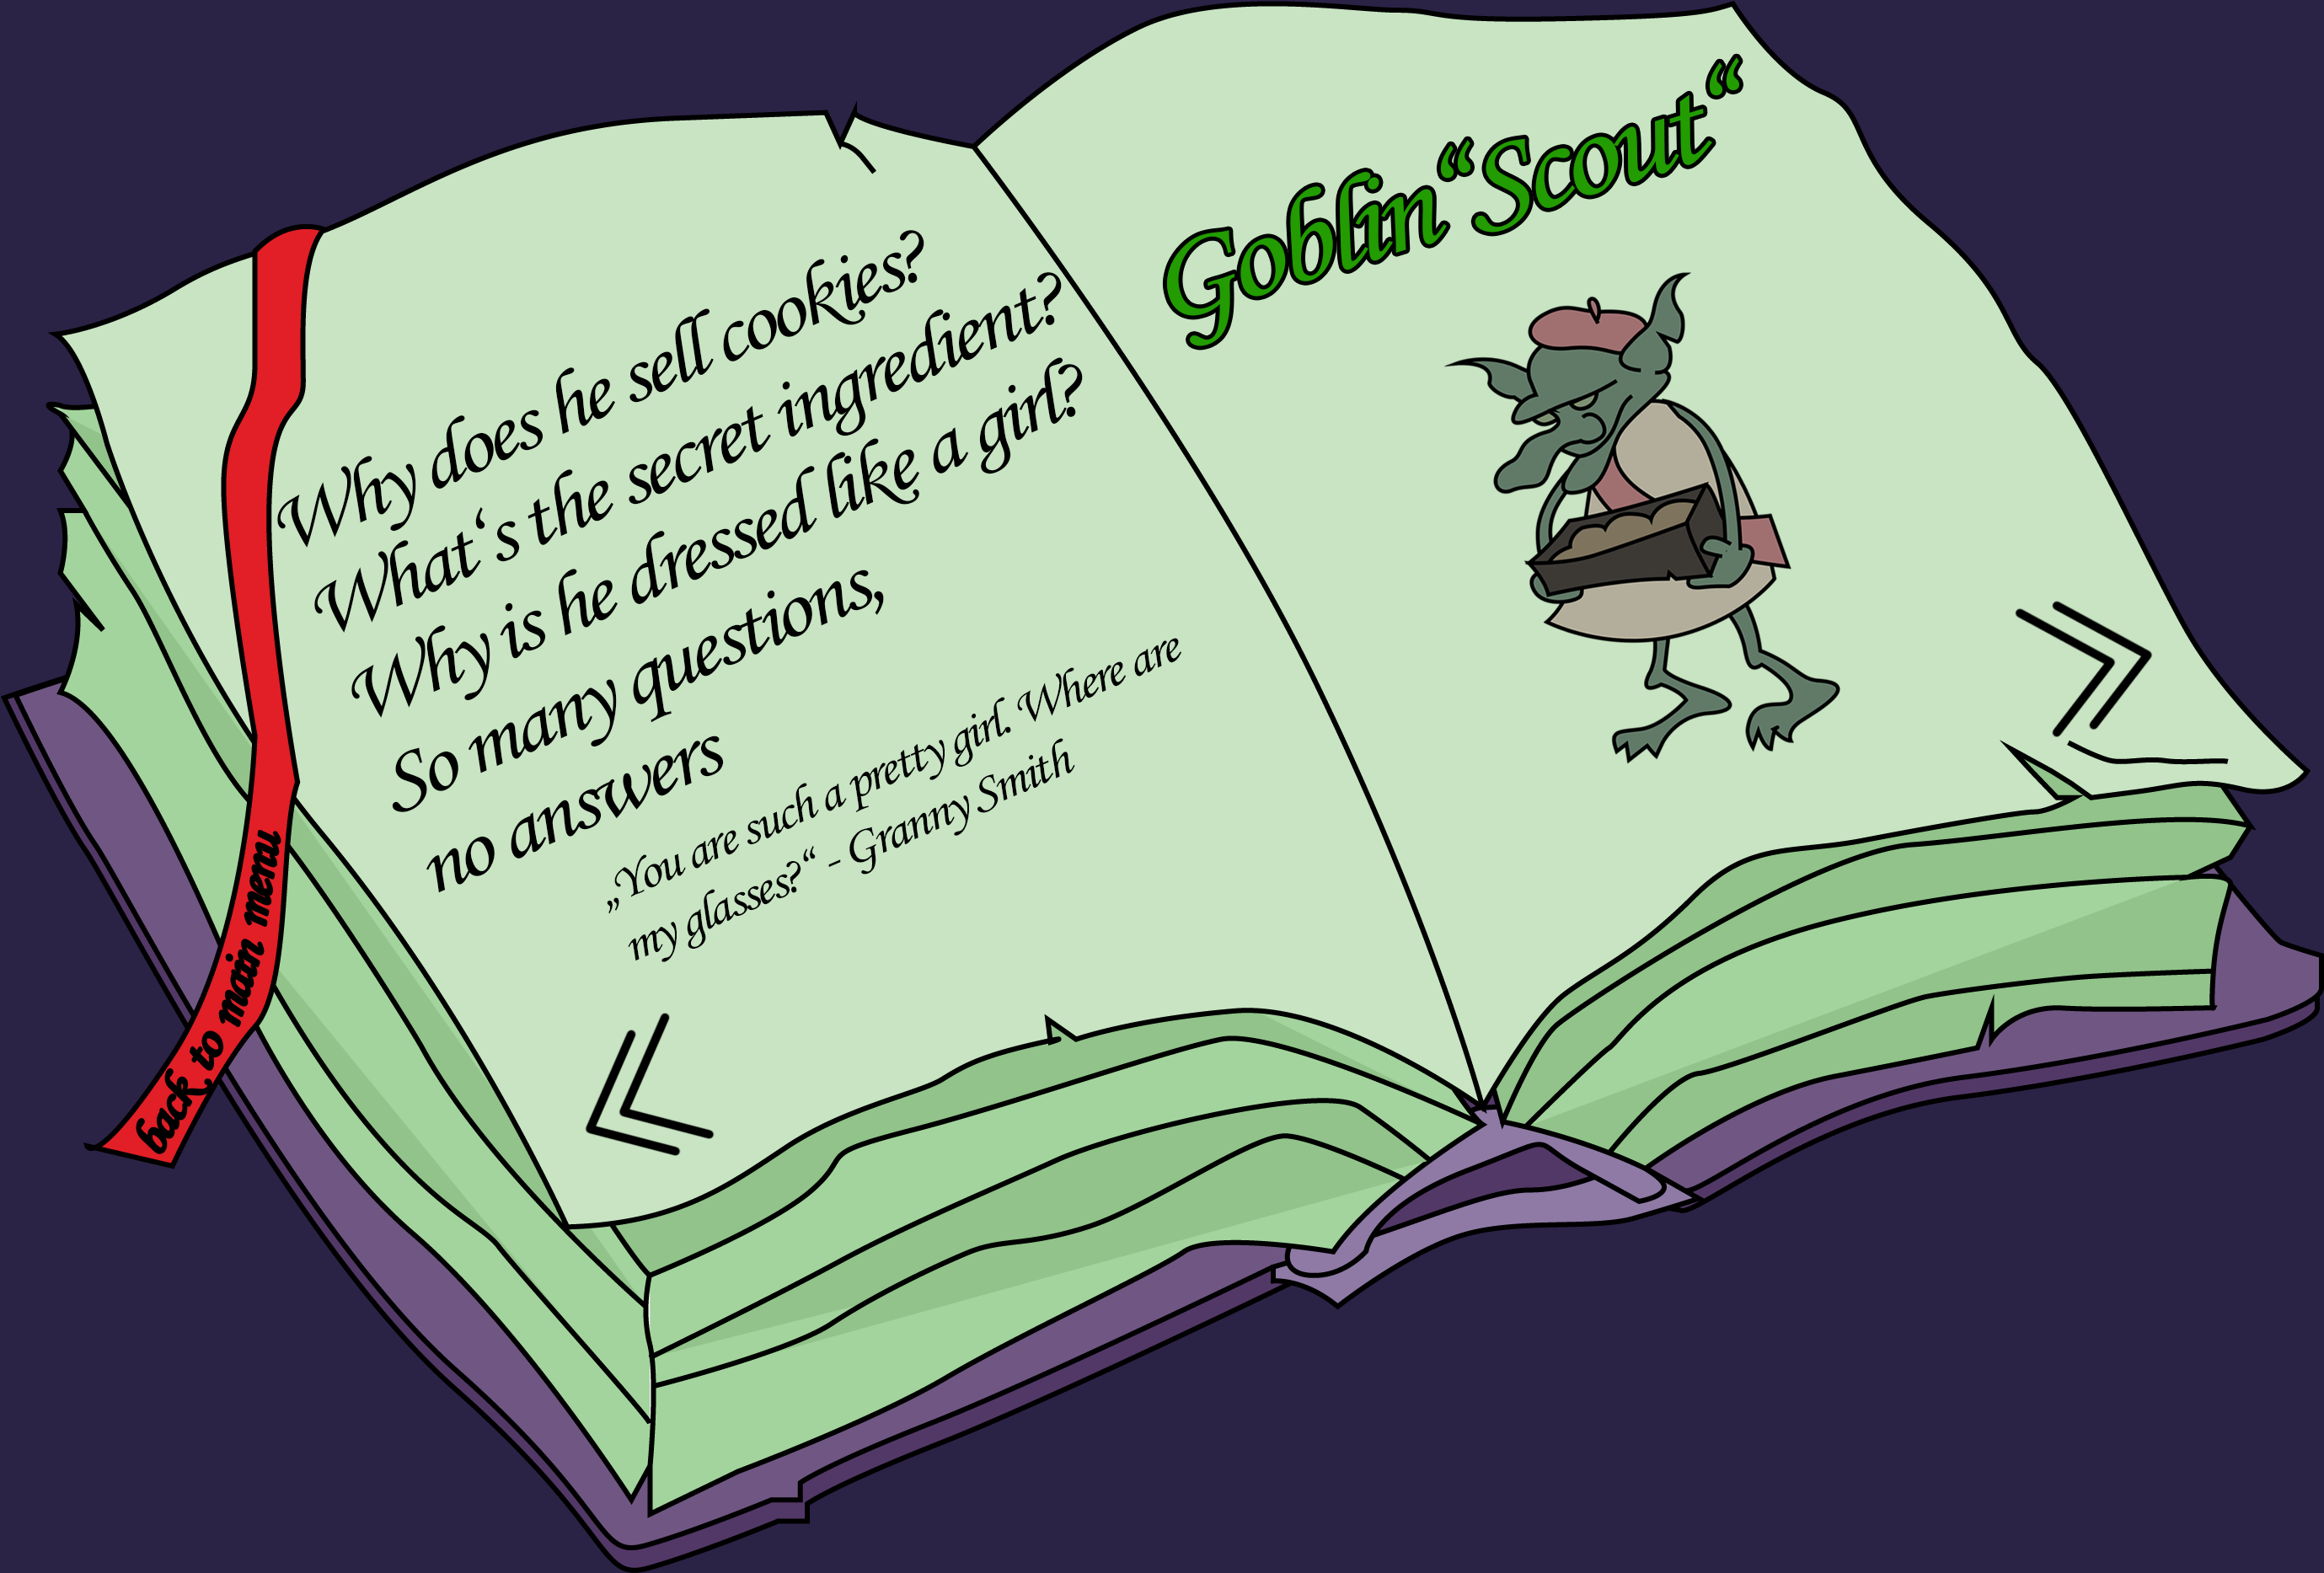 Why does he sell cookies?
What‘s the secret ingredient?
Why is he dressed like a girl?
So many questions,
no answers
„You are such a pretty girl. Where are
my glasses?“ – Granny Smith
back to main menu
Goblin“Scout“